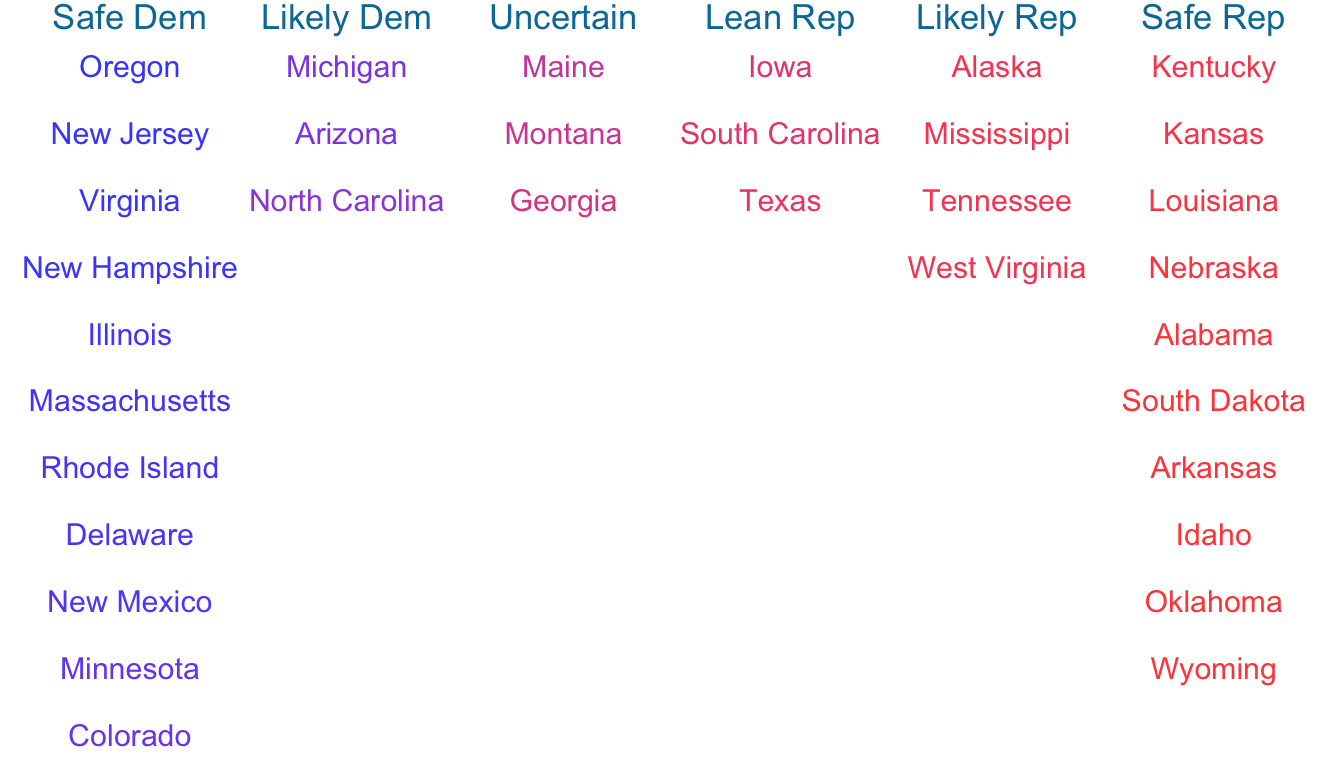 Safe Dem Likely Dem Uncertain Lean Rep Likely Rep Safe Rep
Oregon Michigan Maine Iowa Alaska Kentucky
New Jersey Arizona Montana South Carolina Mississippi Kansas
Virginia North Carolina Georgia Texas Tennessee Louisiana
New Hampshire West Virginia Nebraska
Illinois Alabama
Massachusetts South Dakota
Rhode Island Arkansas
Delaware Idaho
New Mexico Oklahoma
Minnesota Wyoming
Colorado